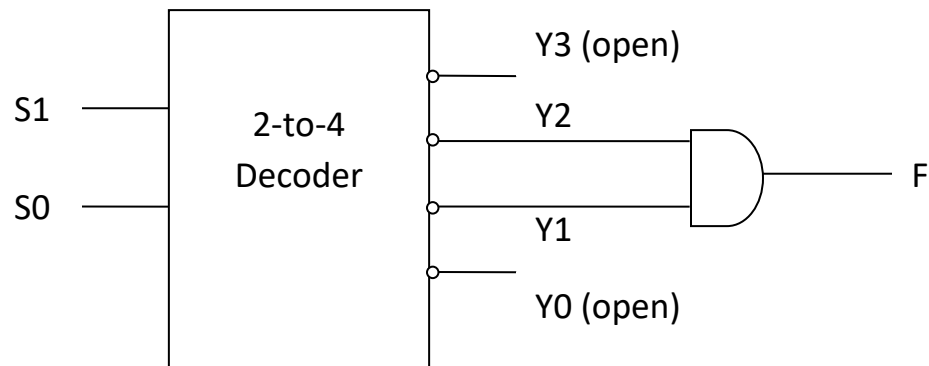 Y3 (open)
S1
2-to-4
Decoder
Y2
F
S0
Y1
Y0 (open)